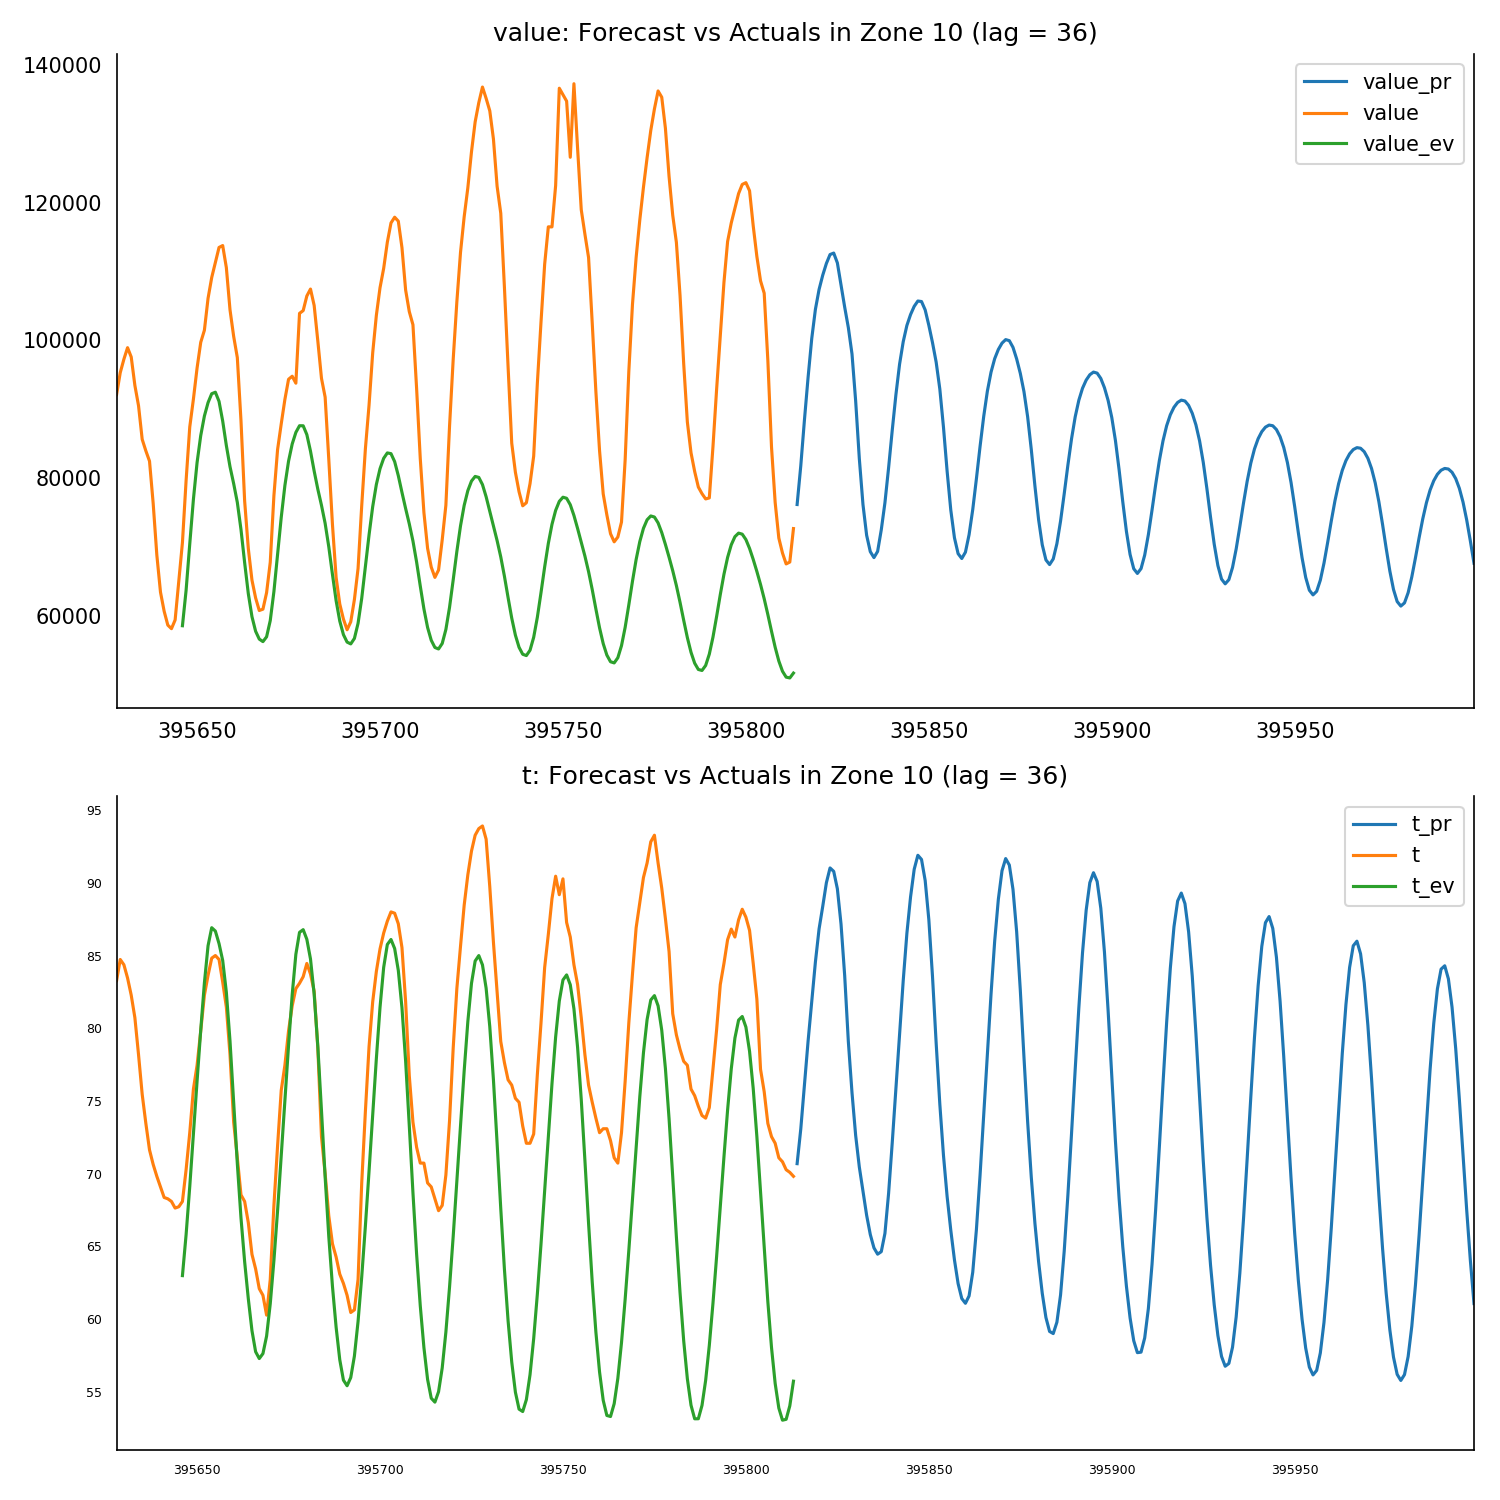 value: Forecast vs Actuals in Zone 10 (lag = 36)
140000
120000
100000
80000
60000
value_pr
value
value_ev
395650 395700 395750 395800 395850 395900 395950
t: Forecast vs Actuals in Zone 10 (lag = 36)
95
90
85
80
75
70
65
60
55
t_pr
t
t_ev
395650 395700 395750 395800 395850 395900 395950